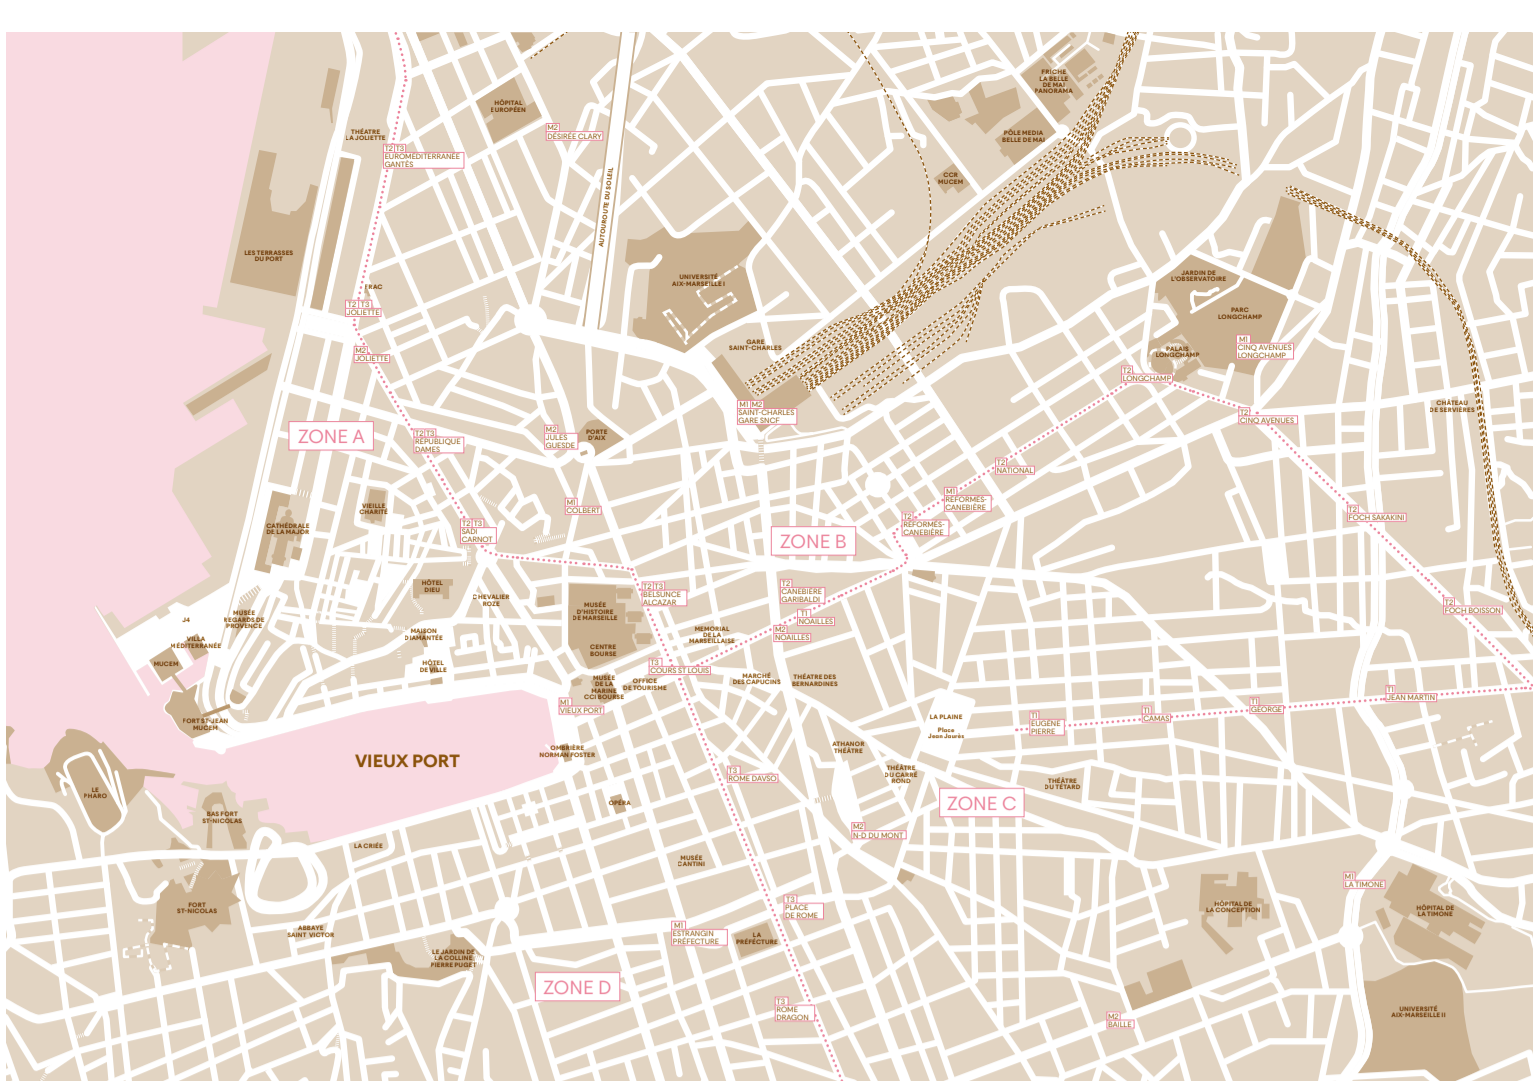 FRICHE
LA BELLE
DE MAI
PANORAMA
HÔPITAL
EUROPÉEN
THÉATRE
LA JOLIETTE
M2
DÉSIRÉE CLARY
PÔLE MEDIA
BELLE DE MAI
T2 T3
EUROMÉDITERRANÉE
GANTÈS
CCR
MUCEM
AUTOUROUTE DU SOLEIL
LES TERRASSES
DU PORT
UNIVERSITÉ
AIX-MARSEILLE I
JARDIN DE
L'OBSERVATOIRE
FRAC
T2 T3
JOLIETTE
PARC
LONGCHAMP
GARE
SAINT-CHARLES
M2
JOLIETTE
PALAIS
LONGCHAMP
M1
CINQ AVENUES
LONGCHAMP
T2
LONGCHAMP
M1 M2
SAINT-CHARLES
GARE SNCF
CHÂTEAU
DE SERVIÈRES
T2
CINQ AVENUES
ZONE A
T2 T3
RÉPUBLIQUE
DAMES
M2
JULES
GUESDE
PORTE
D'AIX
T2
NATIONAL
M1
COLBERT
M1
RÉFORMÉS-
CANEBIÈRE
VIEILLE
CHARITÉ
CATHÉDRALE
DE LA MAJOR
T2 T3
SADI
CARNOT
T2
RÉFORMÉS-
CANEBIÈRE
T2
FOCH SAKAKINI
ZONE B
HÔTEL
DIEU
CHEVALIER
ROZE
T2 T3
BELSUNCE
ALCAZAR
T2
CANEBIÈRE
GARIBALDI
T2
FOCH BOISSON
MUSÉE
D'HISTOIRE
DE MARSEILLE
T1
NOAILLES
M2
NOAILLES
J4
MUSÉE
REGARDS DE
PROVENCE
VILLA
MÉDITERRANÉE
MAISON
DIAMANTÉE
MEMORIAL
DE LA
MARSEILLAISE
CENTRE
BOURSE
MUCEM
HÔTEL
DE VILLE
T3
COURS ST LOUIS
MUSÉE
DE LA
MARINE
CCI BOURSE
OFFICE
DE TOURISME
MARCHÉ
DES CAPUCINS
THÉATRE DES
BERNARDINES
M1
VIEUX PORT
T1
JEAN MARTIN
T1
GEORGE
T1
CAMAS
T1
EUGÈNE
PIERRE
FORT ST-JEAN
MUCEM
LA PLAINE
Place
Jean Jaurès
VIEUX PORT
OMBRIÈRE
NORMAN FOSTER
ATHANOR
THÉÂTRE
THÉÂTRE
DU CARRÉ
ROND
T3
ROME DAVSO
THÉÂTRE
DU TÉTARD
LE
PHARO
OPÉRA
ZONE C
BAS FORT
ST-NICOLAS
M2
N-D DU MONT
LA CRIÉE
MUSÉE
CANTINI
M1
LA TIMONE
FORT
ST-NICOLAS
T3
PLACE
DE ROME
HÔPITAL DE
LA CONCEPTION
HÔPITAL DE
LA TIMONE
ABBAYE
SAINT VICTOR
M1
ESTRANGIN
PRÉFECTURE
LA
PRÉFECTURE
LE JARDIN DE
LA COLLINE
PIERRE PUGET
ZONE D
T3
ROME
DRAGON
M2
BAILLE
UNIVERSITÉ
AIX-MARSEILLE II